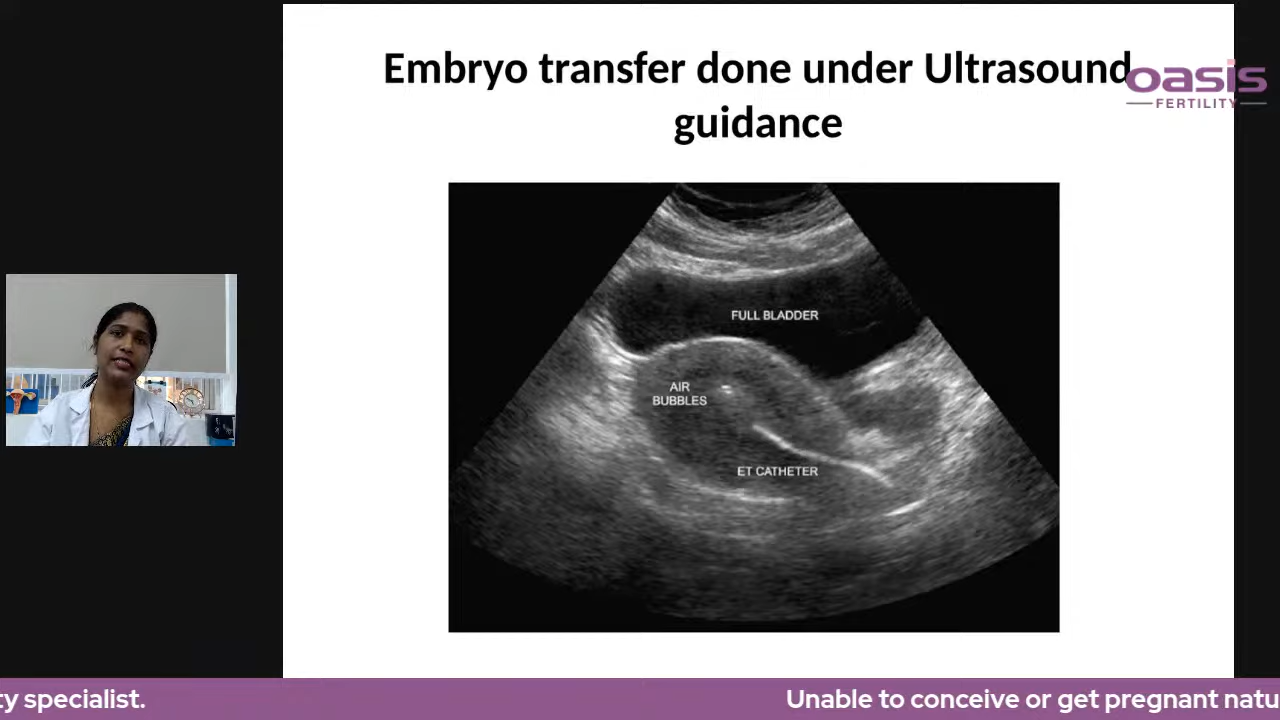 Embryo transfer done under Ultrasound
guidance
oasis
FERTILITY
FULL BLADDER
AIR
BUBBLES
ET CATHETER
ty specialist.
Unable to conceive or get pregnant natu